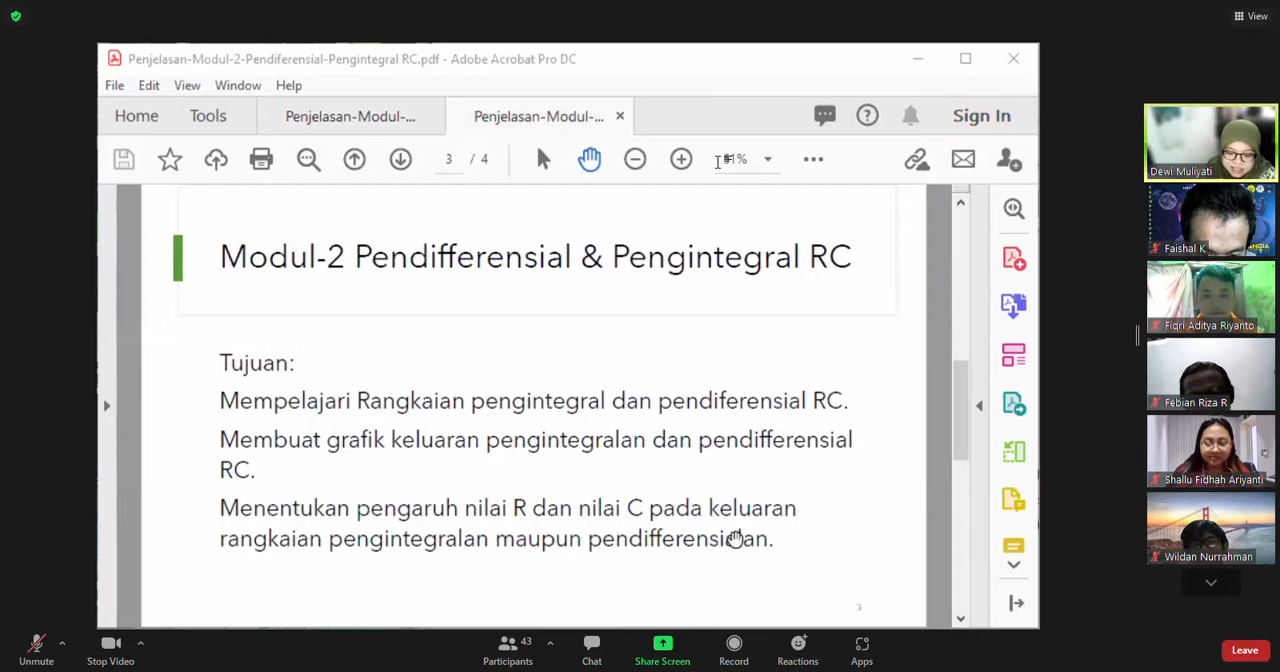 View
Penjelasan-Modul-2-Pendiferensial-Pengintegral RC.pdf - Adobe Acrobat Pro DC
File Edit View Window Help
Home Tools Penjelasan-Modul-... Penjelasan-Modul-... Sign In
3 / 4
Modul-2 Pendifferensial & Pengintegral RC
Tujuan:
Mempelajari Rangkaian pengintegral dan pendiferensial RC.
Membuat grafik keluaran pengintegralan dan pendifferensial
RC.
Menentukan pengaruh nilai R dan nilai C pada keluaran
rangkaian pengintegralan maupun pendifferensialan.
3
Dewi Muliyati
Faishal K
Fiqri Aditya Riyanto
Febian Riza R
Shallu Fidhah Ariyanti
Wildan Nurrahman
Unmute Stop Video Participants 43 Chat Share Screen Record Reactions Apps Leave